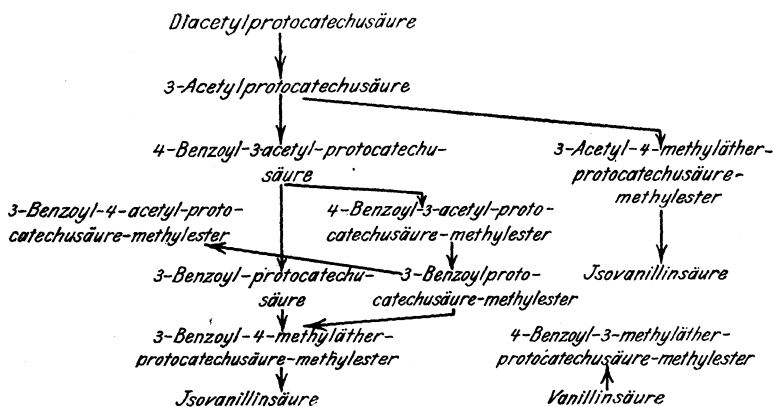 Diacetylprotocatechusäure
3-Acetylprotocatechusäure
4-Benzoyl-3-acetyl-protocatechu-
säure
3-Acetyl-4-methyläther-
protocatechusäure-
methylester
3-Benzoyl-4-acetyl-proto-
catechusäure-methylester
4-Benzoyl-3-acetyl-pro-
catechusäure-methylester
3-Benzoyl-protocatechu-
säure
3-Benzoylproto-
catechusäure-methylester
Jsovanillinsäure
3-Benzoyl-4-methyläther-
protocatechusäure-methylester
4-Benzoyl-3-methyläther-
protocatechusäure-methylester
Jsovanillinsäure
Vanillinsäure